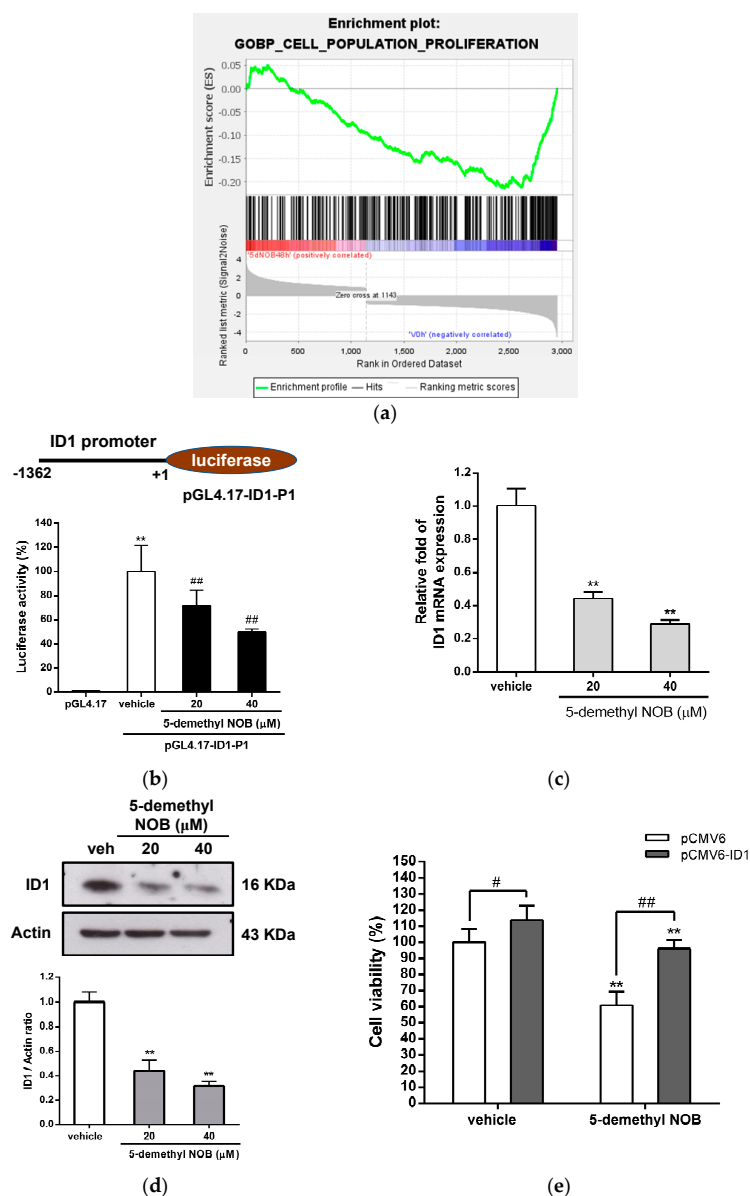 Enrichment plot:
GOBP_CELL_POPULATION_PROLIFERATION
Enrichment score (ES)
0.05
0.00
-0.05
-0.10
-0.15
-0.20
'5dNOB48h' (positively correlated)
Ranked list metric (Signal2Noise)
4
2
0
-2
-4
Zero cross at 1143
'V0h' (negatively correlated)
0 500 1,000 1,500 2,000 2,500 3,000
Rank in Ordered Dataset
Enrichment profile Hits Ranking metric scores
(a)
ID1 promoter
luciferase
-1362 +1
pGL4.17-ID1-P1
Luciferase activity (%)
140
120
100
80
60
40
20
0
**
##
##
pGL4.17 vehicle 20 40
5-demethyl NOB (μM)
pGL4.17-ID1-P1
(b)
Relative fold of
ID1 mRNA expression
1.2
1.0
0.8
0.6
0.4
0.2
0.0
**
**
vehicle 20 40
5-demethyl NOB (μM)
(c)
5-demethyl
NOB (μM)
veh 20 40
ID1 16 KDa
Actin 43 KDa
ID1 / Actin ratio
1.2
1.0
0.8
0.6
0.4
0.2
0.0
**
**
vehicle 20 40
5-demethyl NOB (μM)
(d)
pCMV6
pCMV6-ID1
Cell viability (%)
150
140
130
120
110
100
90
80
70
60
50
40
30
20
10
0
#
##
**
**
vehicle 5-demethyl NOB
(e)